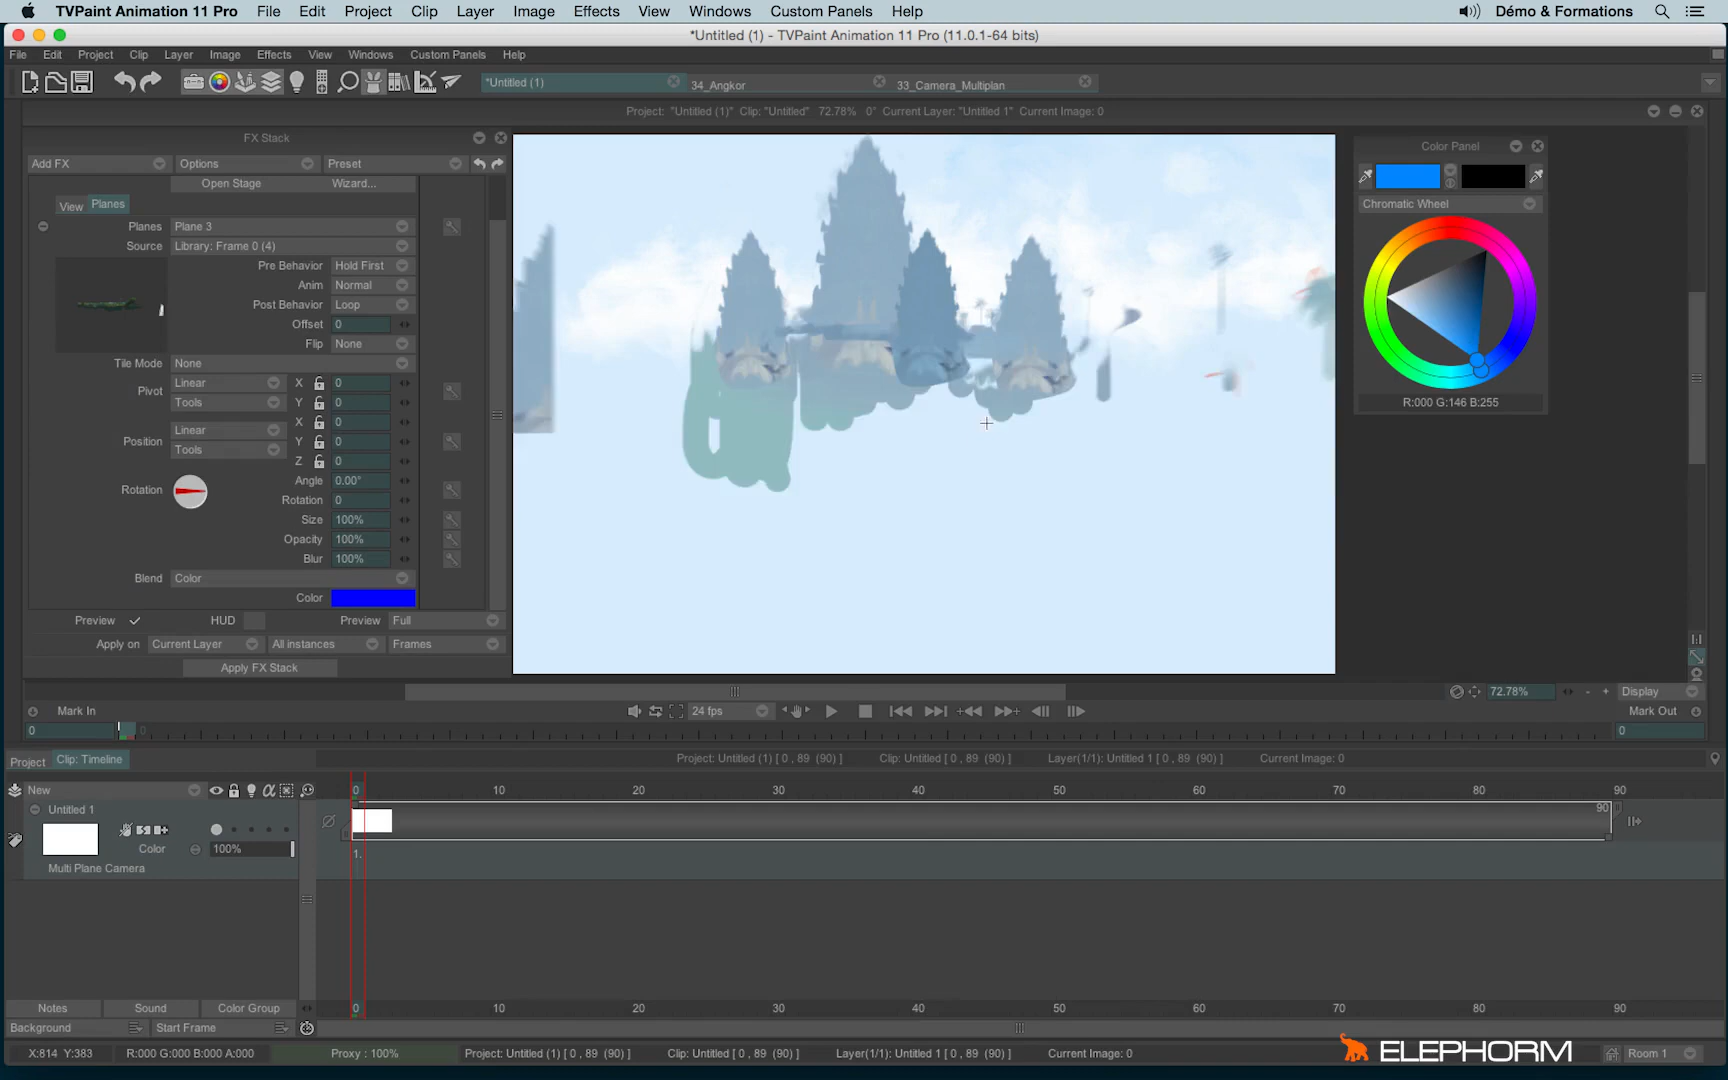 TVPaint Animation 11 Pro File Edit Project Clip Layer Image Effects View Windows Custom Panels Help Démo & Formations
*Untitled (1) - TVPaint Animation 11 Pro (11.0.1-64 bits)
File Edit Project Clip Layer Image Effects View Windows Custom Panels Help
*Untitled (1) 34_Angkor 33_Camera_Multiplan
Project: "Untitled (1)" Clip: "Untitled" 72.78% 0° Current Layer: "Untitled 1" Current Image: 0
FX Stack
Color Panel
Add FX Options Preset
Open Stage Wizard...
View Planes
Chromatic Wheel
Planes Plane 3
Source Library: Frame 0 (4)
Pre Behavior Hold First
Anim Normal
Post Behavior Loop
Offset 0
Flip None
Tile Mode None
Pivot Linear X 0
Tools Y 0
X 0
Position Linear Y 0
Tools Z 0
R:000 G:146 B:255
Rotation Angle 0.00°
Rotation 0
Size 100%
Opacity 100%
Blur 100%
Blend Color
Color
Preview HUD Preview Full
Apply on Current Layer All instances Frames
Apply FX Stack
72.78% - + Display
Mark In 24 fps Mark Out
0 0 0
Project Clip: Timeline Project: Untitled (1) [ 0 , 89 (90) ] Clip: Untitled [ 0 , 89 (90) ] Layer(1/1): Untitled 1 [ 0 , 89 (90) ] Current Image: 0
New 0 10 20 30 40 50 60 70 80 90
Untitled 1 90
Color 100% 1.
Multi Plane Camera
Notes Sound Color Group 0 10 20 30 40 50 60 70 80 90
Background Start Frame
X:814 Y:383 R:000 G:000 B:000 A:000 Proxy : 100% Project: Untitled (1) [ 0 , 89 (90) ] Clip: Untitled [ 0 , 89 (90) ] Layer(1/1): Untitled 1 [ 0 , 89 (90) ] Current Image: 0 ELEPHORM Room 1